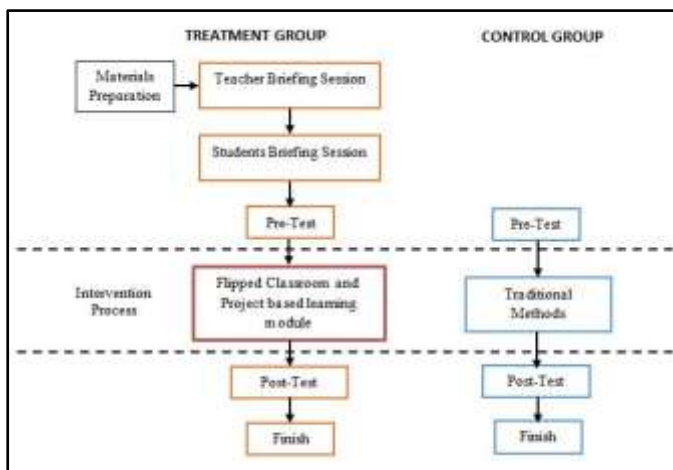 TREATMENT GROUP
CONTROL GROUP
Materials
Preparation
Teacher Briefing Session
Students Briefing Session
Pre-Test
Pre-Test
Intervention
Process
Flipped Classroom and
Project based learning
module
Traditional
Methods
Post-Test
Post-Test
Finish
Finish